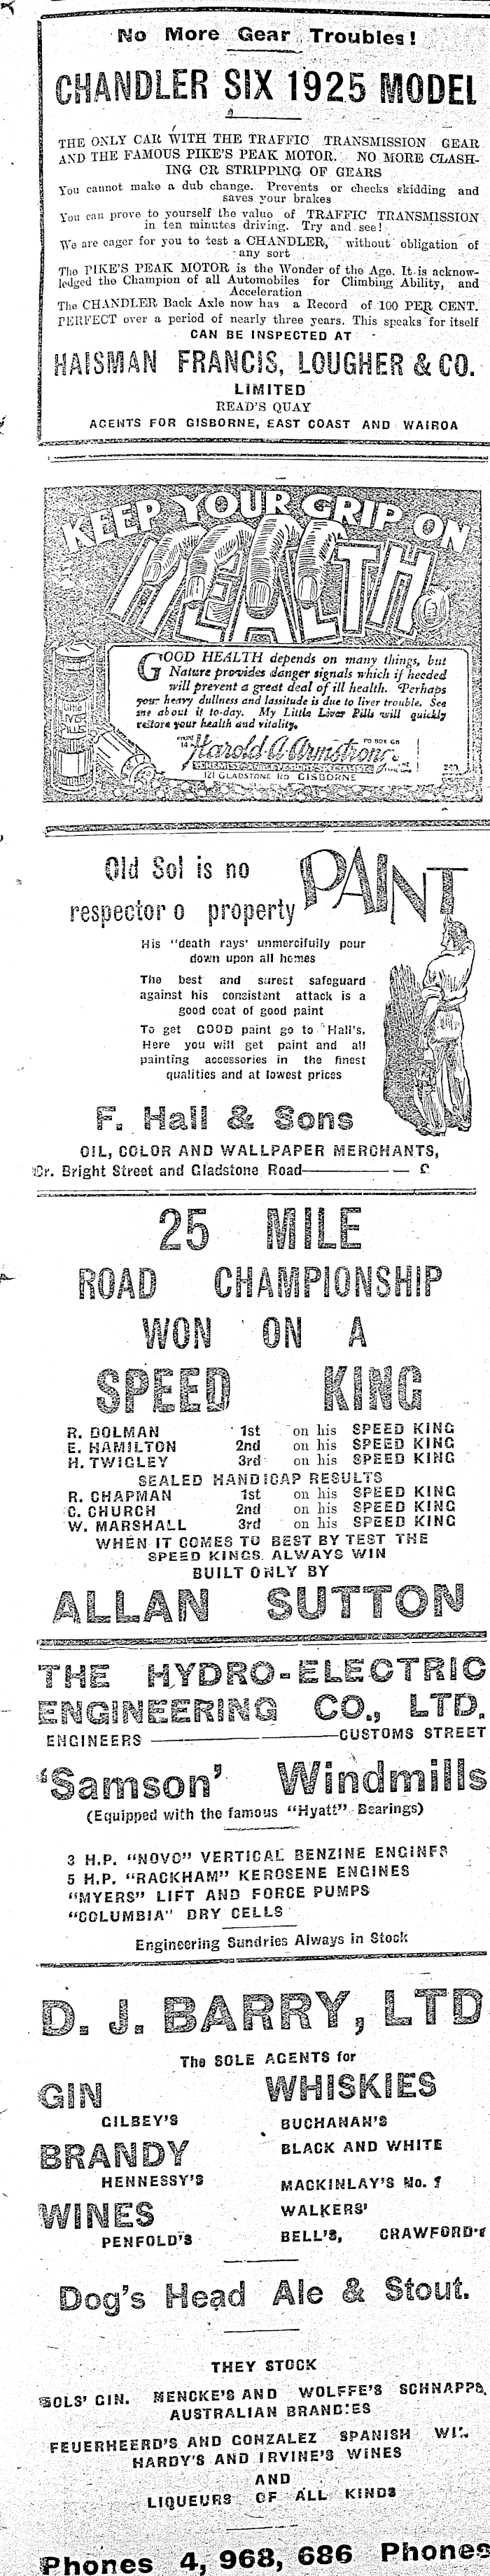 No More Gear Troubles!
CHANDLER SIX 1925 MODEL
THE ONLY CAR WITH THE TRAFFIC TRANSMISSION GEAR
AND THE FAMOUS PIKE'S PEAK MOTOR. NO MORE CLASH-
ING OR STRIPPING OF GEARS
You cannot make a dub change. Prevents or checks skidding and
saves your brakes
You can prove to yourself the value of TRAFFIC TRANSMISSION
in ten minutes driving. Try and see!
We are eager for you to test a CHANDLER, without obligation of
any sort
The PIKE'S PEAK MOTOR is the Wonder of the Age. It is acknow-
ledged the Champion of all Automobiles for Climbing Ability, and
Acceleration
The CHANDLER Back Axle now has a Record of 100 PER CENT.
PERFECT over a period of nearly three years. This speaks for itself
CAN BE INSPECTED AT
HAISMAN FRANCIS, LOUGHER & CO.
LIMITED
READ'S QUAY
AGENTS FOR GISBORNE, EAST COAST AND WAIROA
KEEP YOUR GRIP ON
HEALTH.
GOOD HEALTH depends on many things, but
Nature provides danger signals which if heeded
will prevent a great deal of ill health. Perhaps
your heavy dullness and lassitude is due to liver trouble. See
me about it to-day. My Little Liver Pills will quickly
restore your health and vitality.
LITTLE LIVER PILLS
PHONE 14
PO BOX 68
Harold C. Armstrong
121 GLADSTONE RD GISBORNE
Old Sol is no
respector o property
PAINT
His "death rays' unmercifully pour
down upon all homes
The best and surest safeguard
against his consistent attack is a
good coat of good paint
To get GOOD paint go to Hall's.
Here you will get paint and all
painting accessories in the finest
qualities and at lowest prices
F. Hall & Sons
OIL, COLOR AND WALLPAPER MERCHANTS,
Cr. Bright Street and Gladstone Road
25 MILE
ROAD CHAMPIONSHIP
WON ON A
SPEED KING
R. DOLMAN 1st on his SPEED KING
E. HAMILTON 2nd on his SPEED KING
H. TWIGLEY 3rd on his SPEED KING
SEALED HANDICAP RESULTS
R. CHAPMAN 1st on his SPEED KING
C. CHURCH 2nd on his SPEED KING
W. MARSHALL 3rd on his SPEED KING
WHEN IT COMES TO BEST BY TEST THE
SPEED KINGS ALWAYS WIN
BUILT ONLY BY
ALLAN SUTTON
THE HYDRO-ELECTRIC
ENGINEERING CO., LTD.
ENGINEERS CUSTOMS STREET
'Samson' Windmills
(Equipped with the famous "Hyatt" Bearings)
3 H.P. "NOVO" VERTICAL BENZINE ENGINES
5 H.P. "RACKHAM" KEROSENE ENGINES
"MYERS" LIFT AND FORCE PUMPS
"COLUMBIA" DRY CELLS
Engineering Sundries Always in Stock
D. J. BARRY, LTD
The SOLE AGENTS for
GIN
GILBEY'S
BRANDY
HENNESSY'S
WINES
PENFOLD'S
WHISKIES
BUCHANAN'S
BLACK AND WHITE
MACKINLAY'S No. 1
WALKERS'
BELL'S, CRAWFORD'S
Dog's Head Ale & Stout.
THEY STOCK
BOLS' GIN. MENCKE'S AND WOLFFE'S SCHNAPPS,
AUSTRALIAN BRANDIES
FEUERHEERD'S AND GONZALEZ SPANISH
HARDY'S AND IRVINE'S WINES
AND
LIQUEURS OF ALL KINDS
Phones 4, 968, 686 Phones